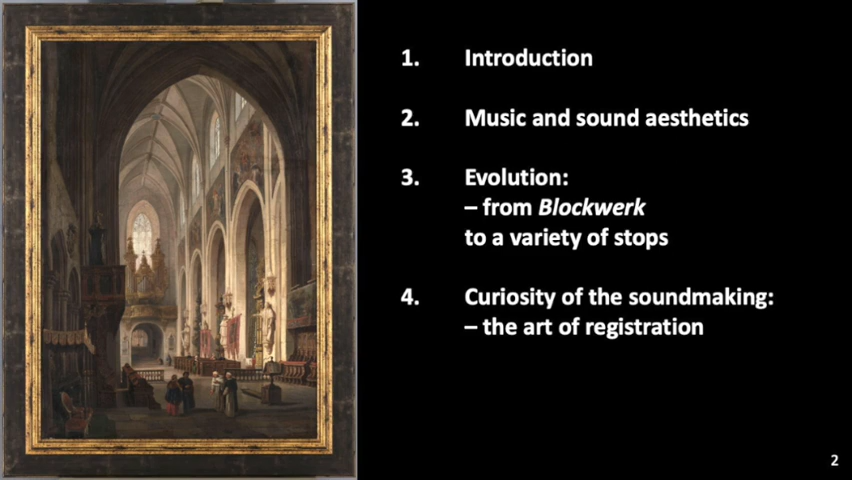 1. Introduction
2. Music and sound aesthetics
3. Evolution:
– from Blockwerk
to a variety of stops
4. Curiosity of the soundmaking:
– the art of registration
2